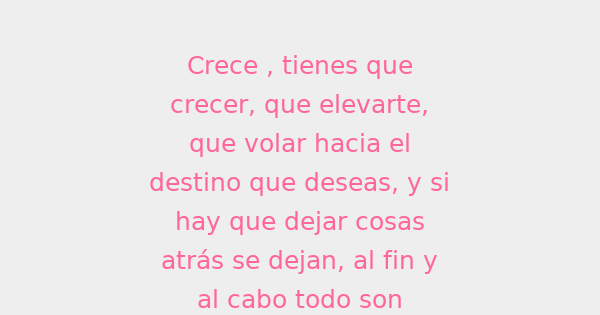 Crece , tienes que
crecer, que elevarte,
que volar hacia el
destino que deseas, y si
hay que dejar cosas
atrás se dejan, al fin y
al cabo todo son